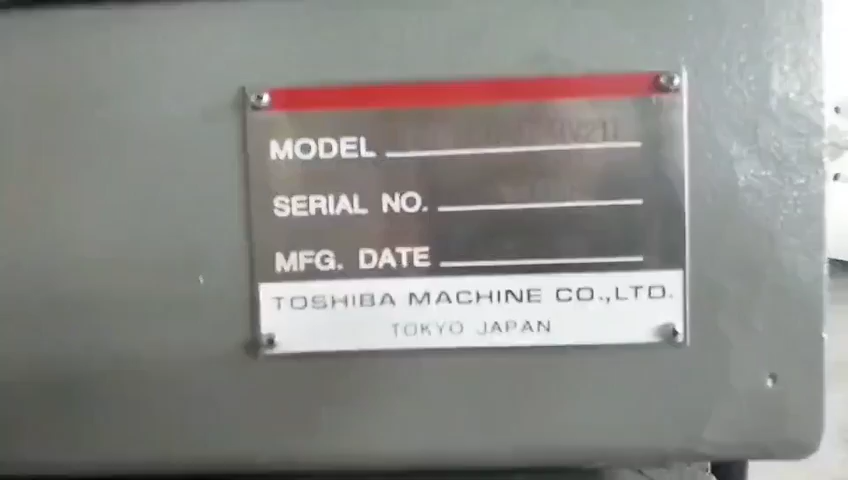 MODEL
SERIAL NO.
MFG. DATE
TOSHIBA MACHINE CO.,LTD.
TOKYO JAPAN